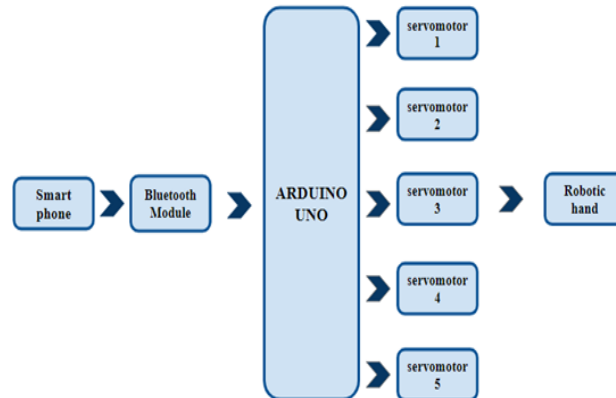 Smart
phone
Bluetooth
Module
ARDUINO
UNO
servomotor
1
servomotor
2
servomotor
3
servomotor
4
servomotor
5
Robotic
hand